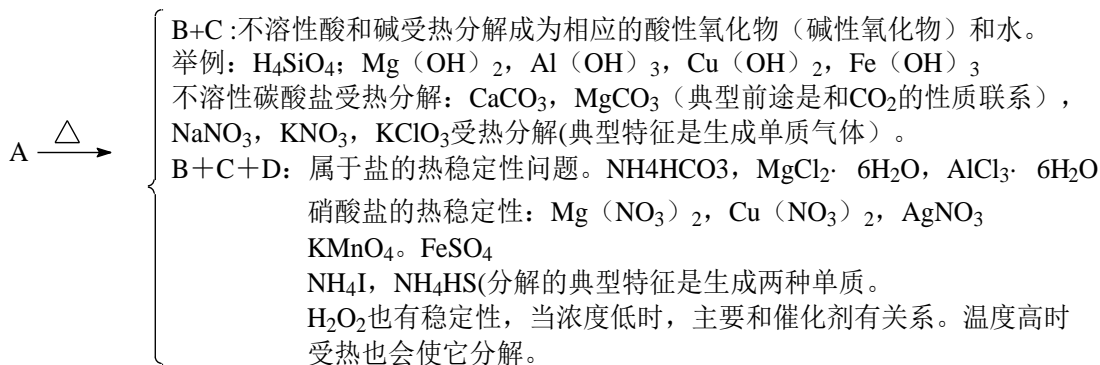 B+C :不溶性酸和碱受热分解成为相应的酸性氧化物（碱性氧化物）和水。
举例：H₄SiO₄；Mg（OH）₂，Al（OH）₃，Cu（OH）₂，Fe（OH）₃
不溶性碳酸盐受热分解：CaCO₃，MgCO₃（典型前途是和CO₂的性质联系），
NaNO₃，KNO₃，KClO₃受热分解(典型特征是生成单质气体）。
A △
B＋C＋D：属于盐的热稳定性问题。NH4HCO3，MgCl₂· 6H₂O，AlCl₃· 6H₂O
硝酸盐的热稳定性：Mg（NO₃）₂，Cu（NO₃）₂，AgNO₃
KMnO₄。FeSO₄
NH₄I，NH₄HS(分解的典型特征是生成两种单质。
H₂O₂也有稳定性，当浓度低时，主要和催化剂有关系。温度高时
受热也会使它分解。